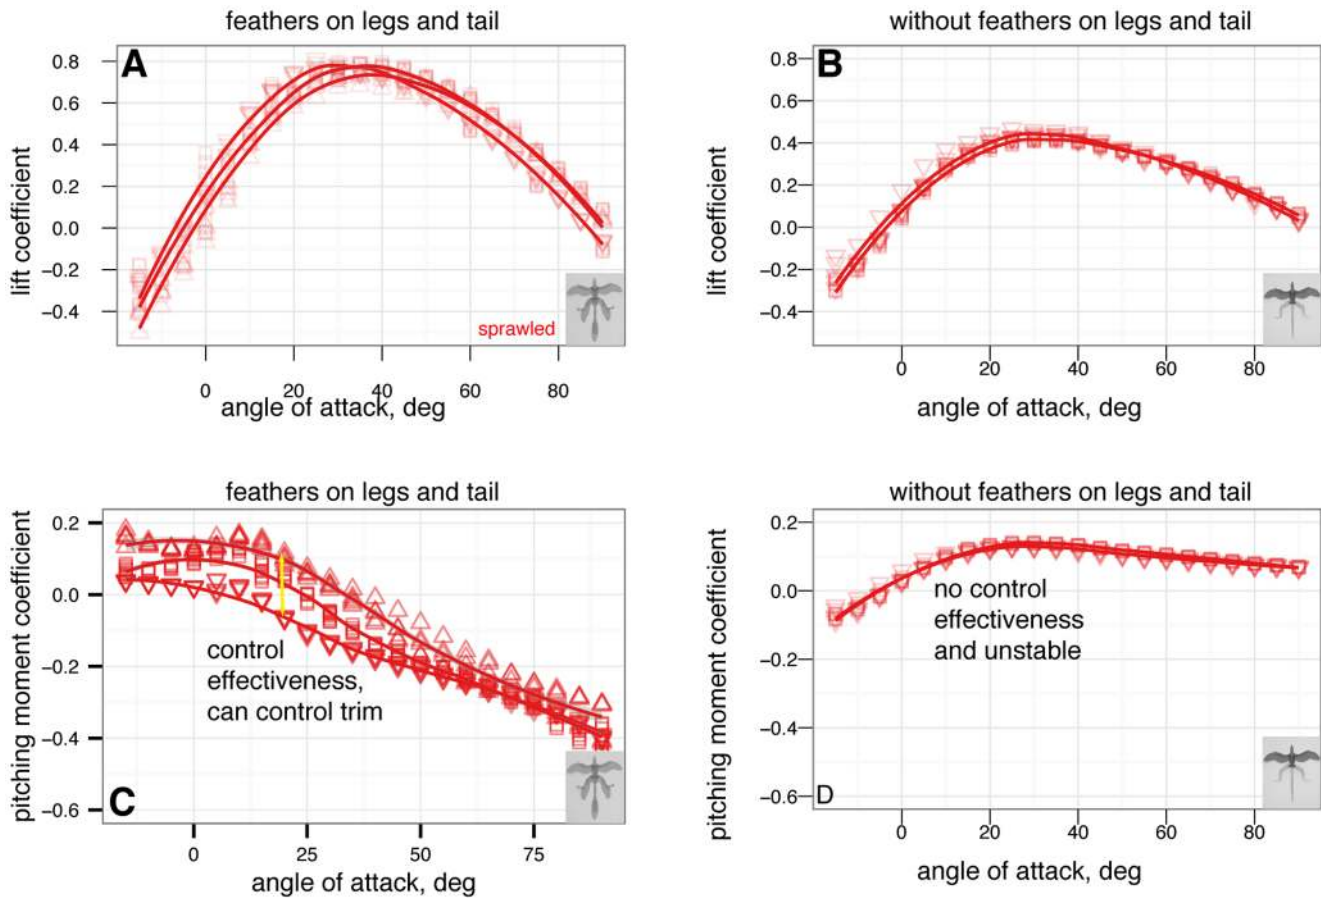 feathers on legs and tail
A
0.8
0.6
0.4
0.2
0.0
−0.2
−0.4
lift coefficient
sprawled
0 20 40 60 80
angle of attack, deg
without feathers on legs and tail
B
0.8
0.6
0.4
0.2
0.0
−0.2
−0.4
lift coefficient
0 20 40 60 80
angle of attack, deg
feathers on legs and tail
0.2
0.0
−0.2
−0.4
−0.6
pitching moment coefficient
control
effectiveness,
can control trim
C
0 25 50 75
angle of attack, deg
without feathers on legs and tail
0.2
0.0
−0.2
−0.4
−0.6
pitching moment coefficient
no control
effectiveness
and unstable
D
0 20 40 60 80
angle of attack, deg